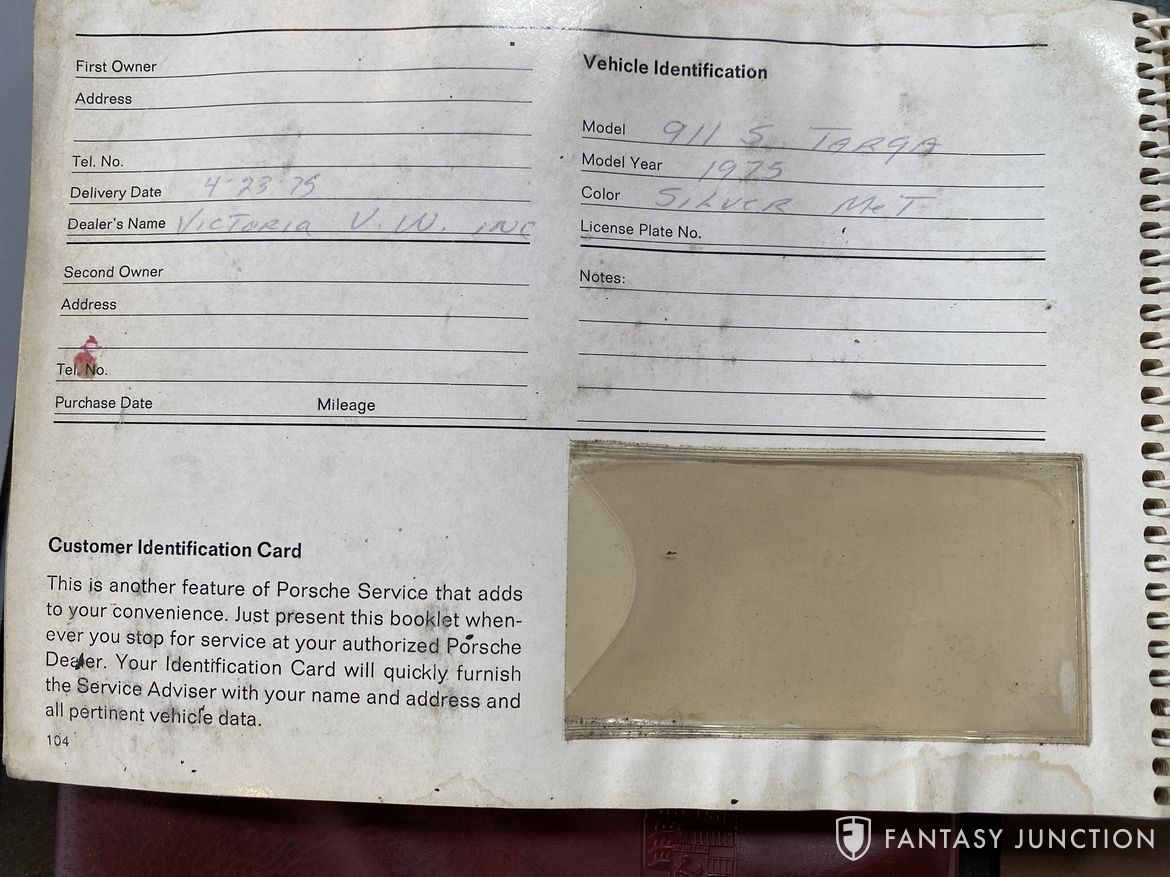 First Owner
Address
Tel. No.
Delivery Date 4-23-75
Dealer's Name VICTORIA V.W. INC
Second Owner
Address
Tel. No.
Purchase Date Mileage
Vehicle Identification
Model 911 S TARGA
Model Year 1975
Color SILVER MET
License Plate No.
Notes:
Customer Identification Card
This is another feature of Porsche Service that adds
to your convenience. Just present this booklet when-
ever you stop for service at your authorized Porsche
Dealer. Your Identification Card will quickly furnish
the Service Adviser with your name and address and
all pertinent vehicle data.
104
FANTASY JUNCTION